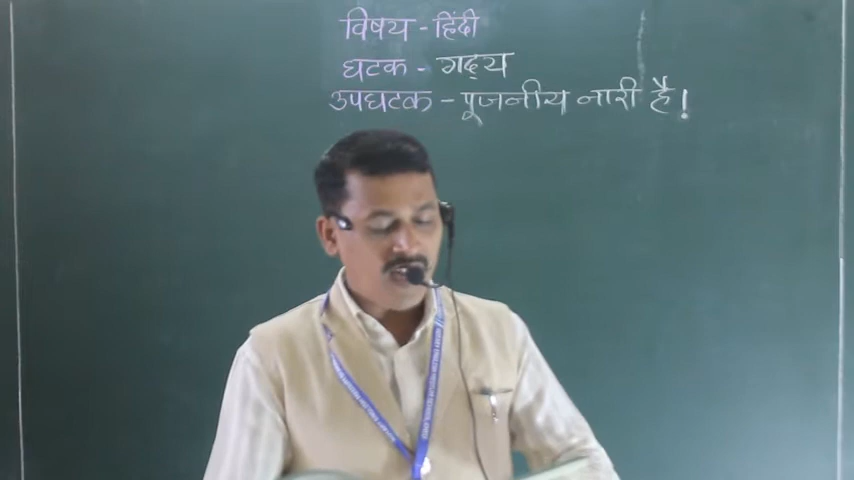 विषय - हिंदी
घटक - गद्य
उपघटक - पूजनीय नारी है!